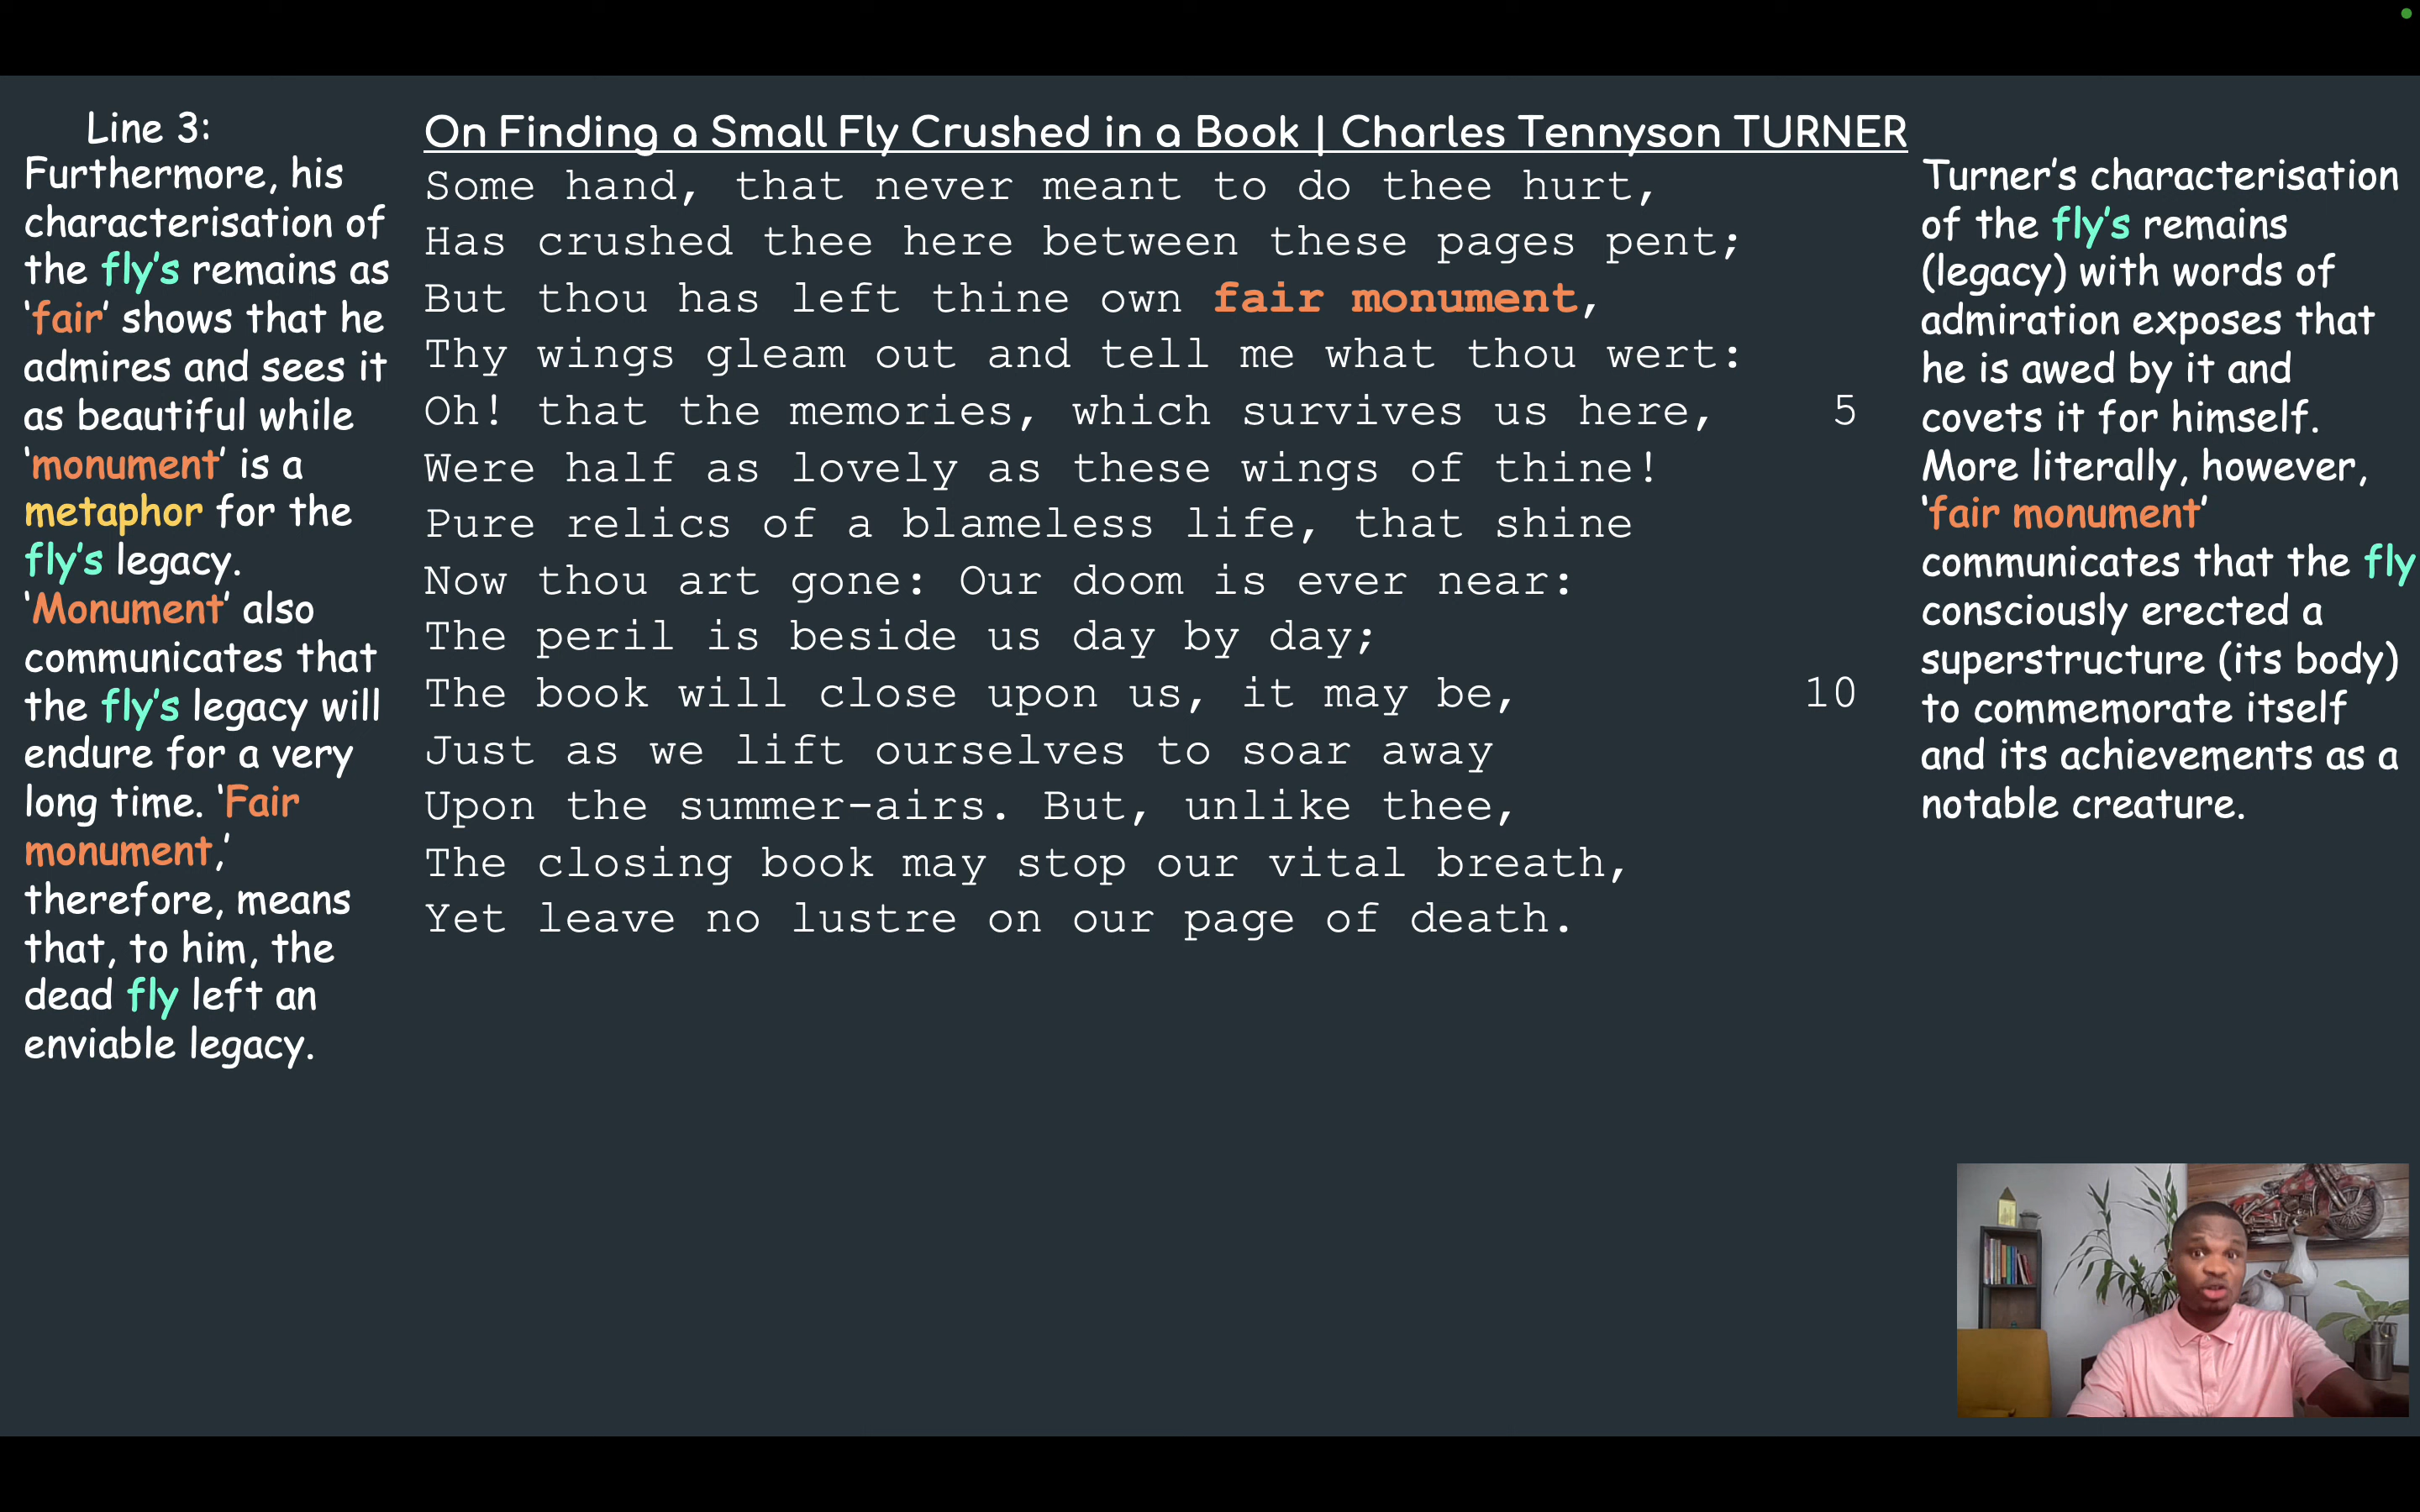 Line 3:
Furthermore, his
characterisation of
the fly's remains as
'fair' shows that he
admires and sees it
as beautiful while
'monument' is a
metaphor for the
fly's legacy.
'Monument' also
communicates that
the fly's legacy will
endure for a very
long time. 'Fair
monument,'
therefore, means
that, to him, the
dead fly left an
enviable legacy.
On Finding a Small Fly Crushed in a Book | Charles Tennyson TURNER
Some hand, that never meant to do thee hurt,
Has crushed thee here between these pages pent;
But thou has left thine own fair monument,
Thy wings gleam out and tell me what thou wert:
Oh! that the memories, which survives us here, 5
Were half as lovely as these wings of thine!
Pure relics of a blameless life, that shine
Now thou art gone: Our doom is ever near:
The peril is beside us day by day;
The book will close upon us, it may be, 10
Just as we lift ourselves to soar away
Upon the summer-airs. But, unlike thee,
The closing book may stop our vital breath,
Yet leave no lustre on our page of death.
Turner's characterisation
of the fly's remains
(legacy) with words of
admiration exposes that
he is awed by it and
covets it for himself.
More literally, however,
'fair monument'
communicates that the fly
consciously erected a
superstructure (its body)
to commemorate itself
and its achievements as a
notable creature.